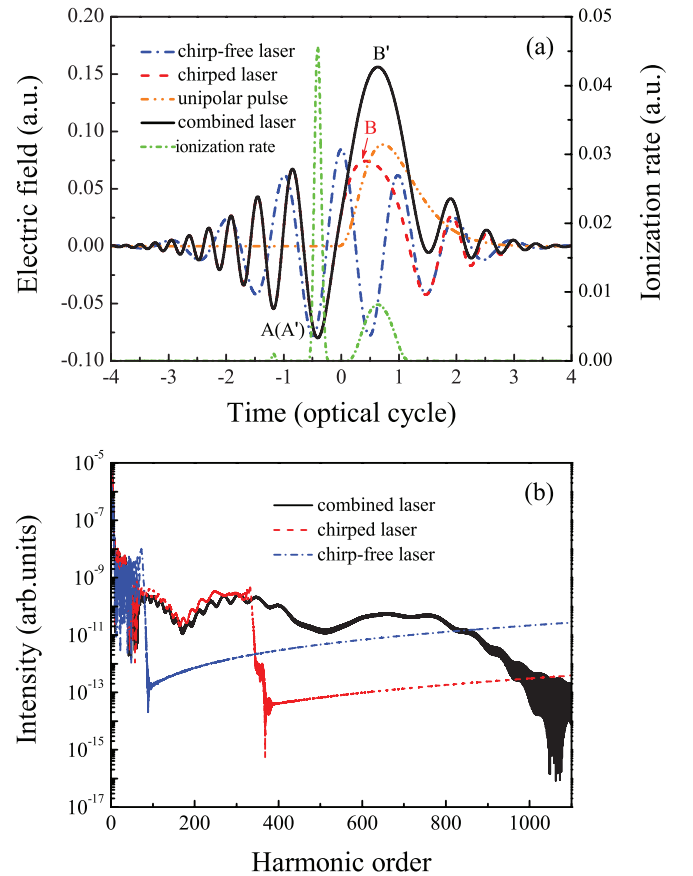 0.20
0.15
0.10
0.05
0.00
-0.05
-0.10
Electric field (a.u.)
chirp-free laser
chirped laser
unipolar pulse
combined laser
ionization rate
(a)
B'
B
A(A')
0.05
0.04
0.03
0.02
0.01
0.00
Ionization rate (a.u.)
-4 -3 -2 -1 0 1 2 3 4
Time (optical cycle)
10-5
10-7
10-9
10-11
10-13
10-15
10-17
Intensity (arb.units)
(b)
combined laser
chirped laser
chirp-free laser
0 200 400 600 800 1000
Harmonic order